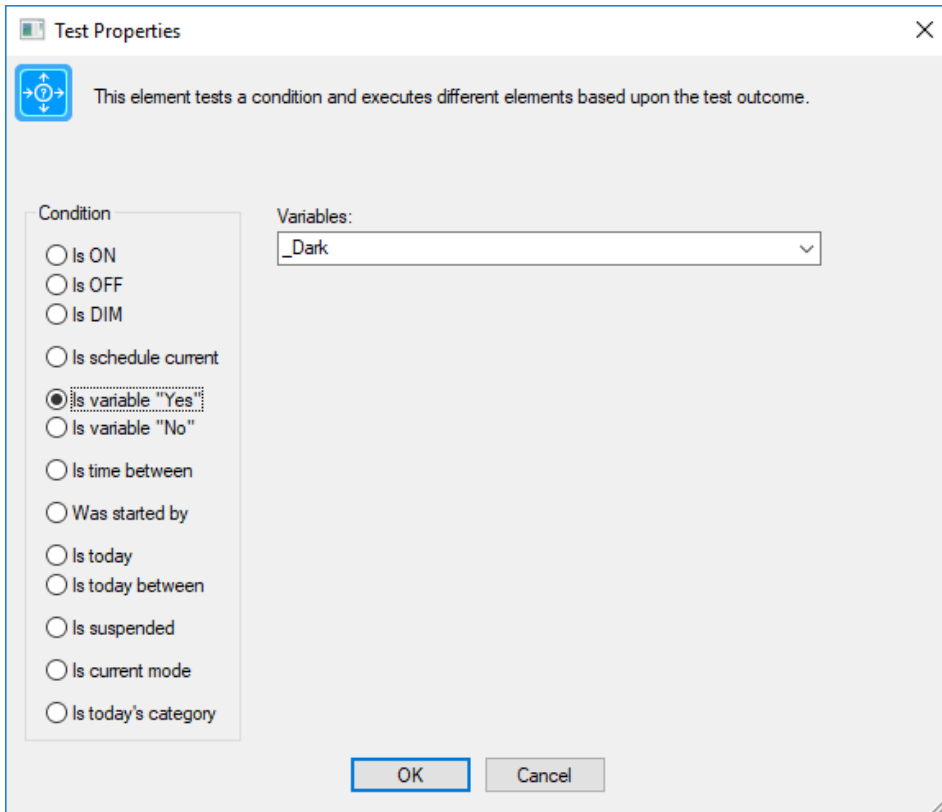 Test Properties
This element tests a condition and executes different elements based upon the test outcome.
Condition
Is ON
Is OFF
Is DIM
Is schedule current
Is variable "Yes"
Is variable "No"
Is time between
Was started by
Is today
Is today between
Is suspended
Is current mode
Is today's category
Variables:
_Dark
OK
Cancel